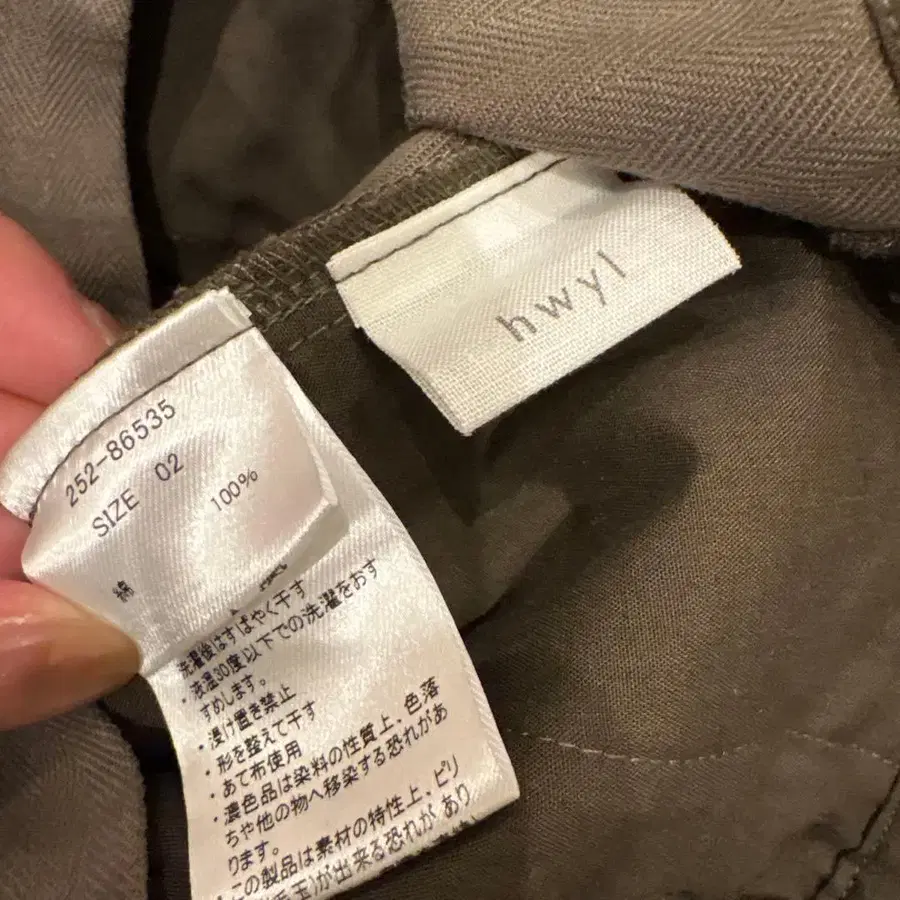 hwyl
252-86535
SIZE 02
綿 100%
洗濯後はすばやく干す
・液温30度以下での洗濯をおす
すめします。
・浸け置き禁止
・形を整えて干す
・あて布使用
・濃色品は染料の性質上、色落
ちや他の物へ移染する恐れがあ
ります。
・この製品は素材の特性上、ピリ
が出来る恐れがあり